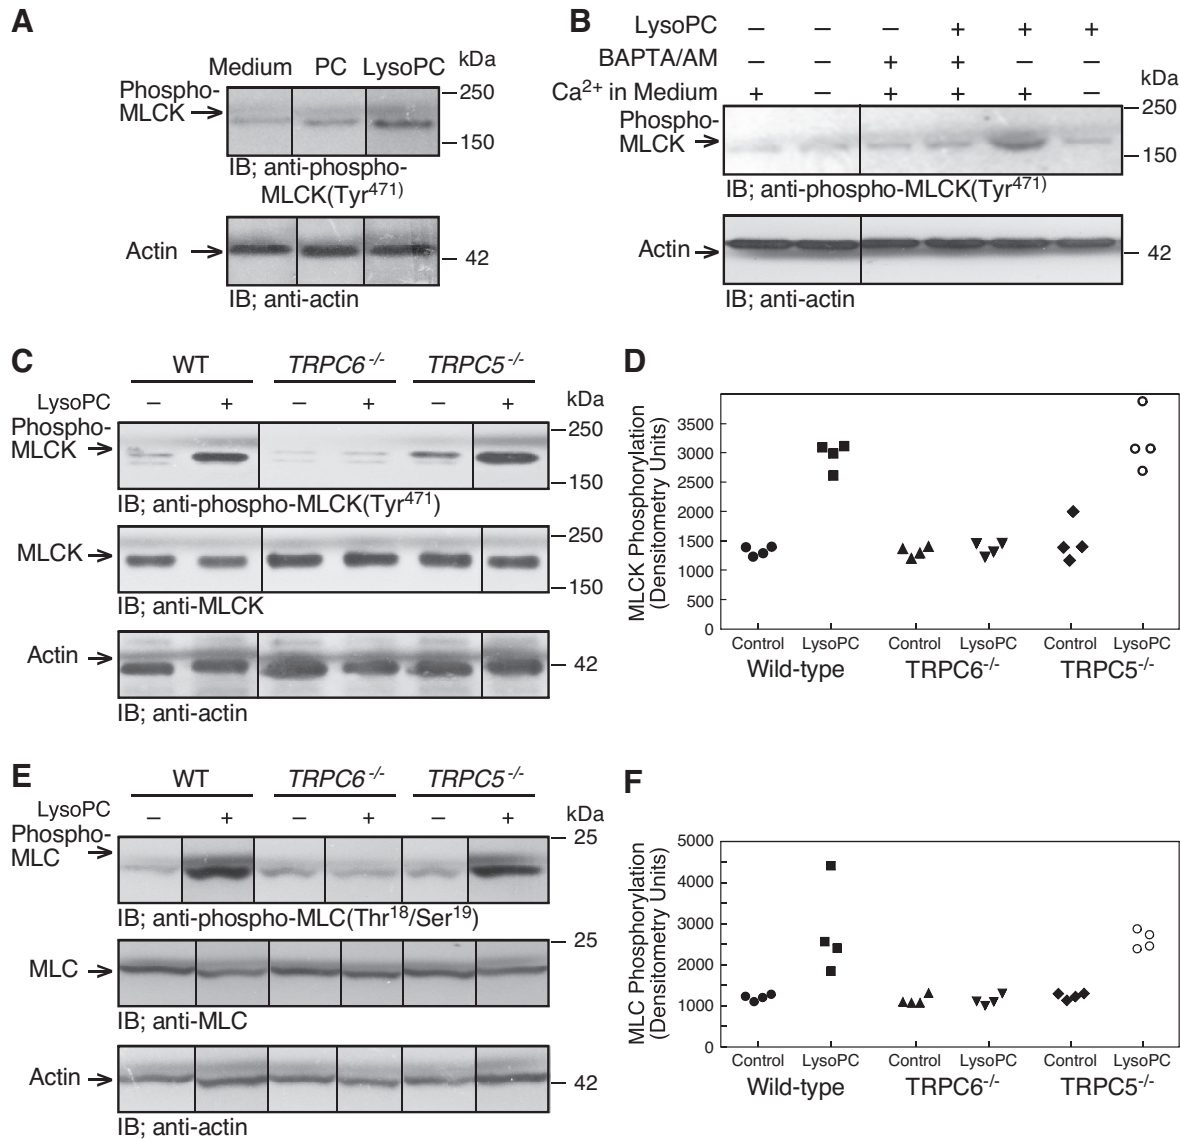 A
Medium PC LysoPC kDa
Phospho-
MLCK
250
150
IB; anti-phospho-
MLCK(Tyr471)
Actin
42
IB; anti-actin
B
LysoPC − − − + + +
BAPTA/AM − − + + − −
Ca2+ in Medium + − + + + −
kDa
Phospho-
MLCK
250
150
IB; anti-phospho-MLCK(Tyr471)
Actin
42
IB; anti-actin
C
WT TRPC6-/- TRPC5-/-
LysoPC − + − + − + kDa
Phospho-
MLCK
250
150
IB; anti-phospho-MLCK(Tyr471)
MLCK
250
150
IB; anti-MLCK
Actin
42
IB; anti-actin
D
MLCK Phosphorylation
(Densitometry Units)
3500
3000
2500
2000
1500
1000
500
0
Control LysoPC Control LysoPC Control LysoPC
Wild-type TRPC6-/- TRPC5-/-
E
WT TRPC6-/- TRPC5-/-
LysoPC − + − + − + kDa
Phospho-
MLC
25
IB; anti-phospho-MLC(Thr18/Ser19)
MLC
25
IB; anti-MLC
Actin
42
IB; anti-actin
F
MLC Phosphorylation
(Densitometry Units)
5000
4000
3000
2000
1000
0
Control LysoPC Control LysoPC Control LysoPC
Wild-type TRPC6-/- TRPC5-/-